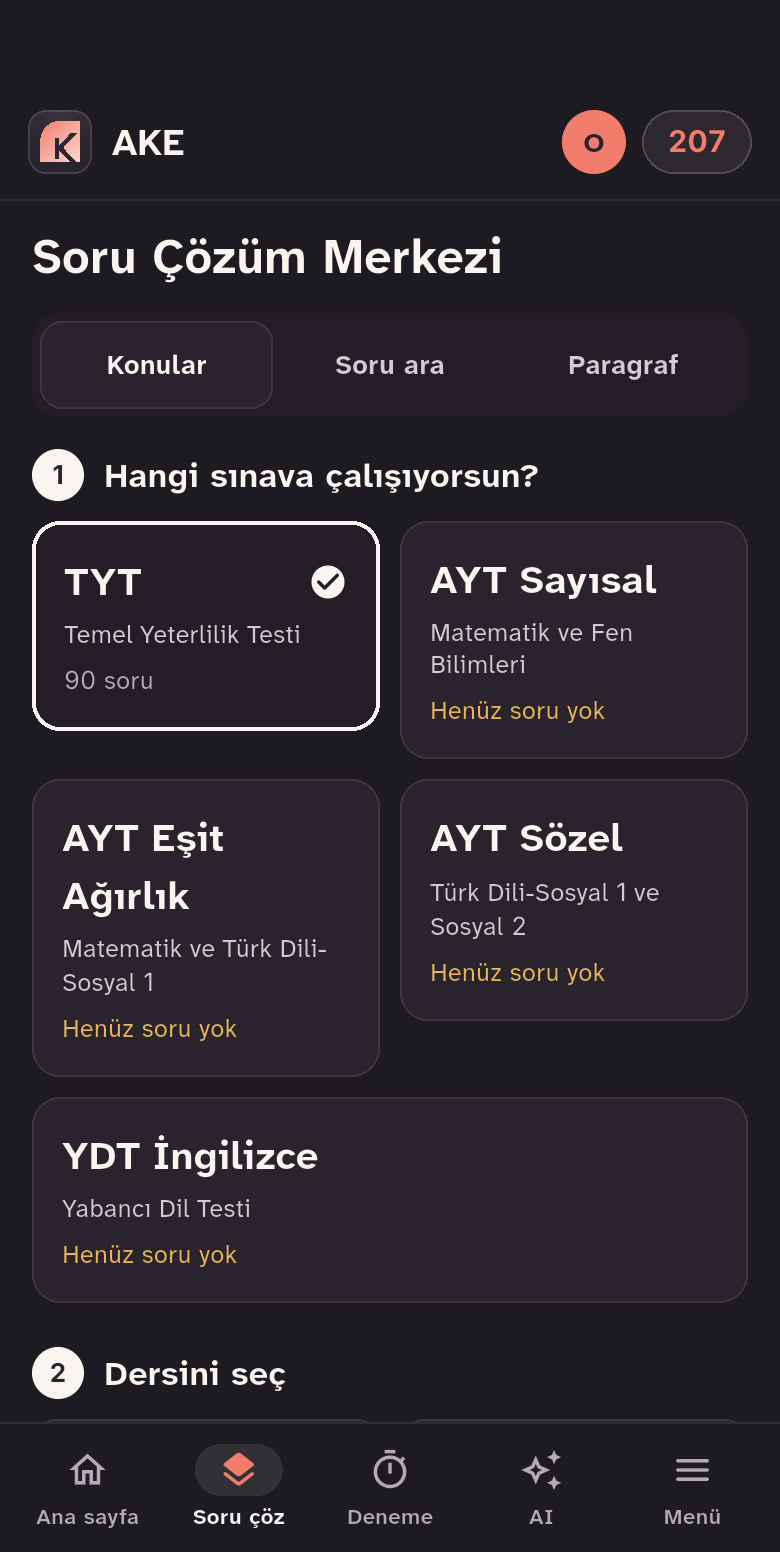 K
AKE
O
207
Soru Çözüm Merkezi
Konular
Soru ara
Paragraf
1
Hangi sınava çalışıyorsun?
TYT
Temel Yeterlilik Testi
90 soru
AYT Sayısal
Matematik ve Fen
Bilimleri
Henüz soru yok
AYT Eşit
Ağırlık
Matematik ve Türk Dili-
Sosyal 1
Henüz soru yok
AYT Sözel
Türk Dili-Sosyal 1 ve
Sosyal 2
Henüz soru yok
YDT İngilizce
Yabancı Dil Testi
Henüz soru yok
2
Dersini seç
Ana sayfa
Soru çöz
Deneme
AI
Menü